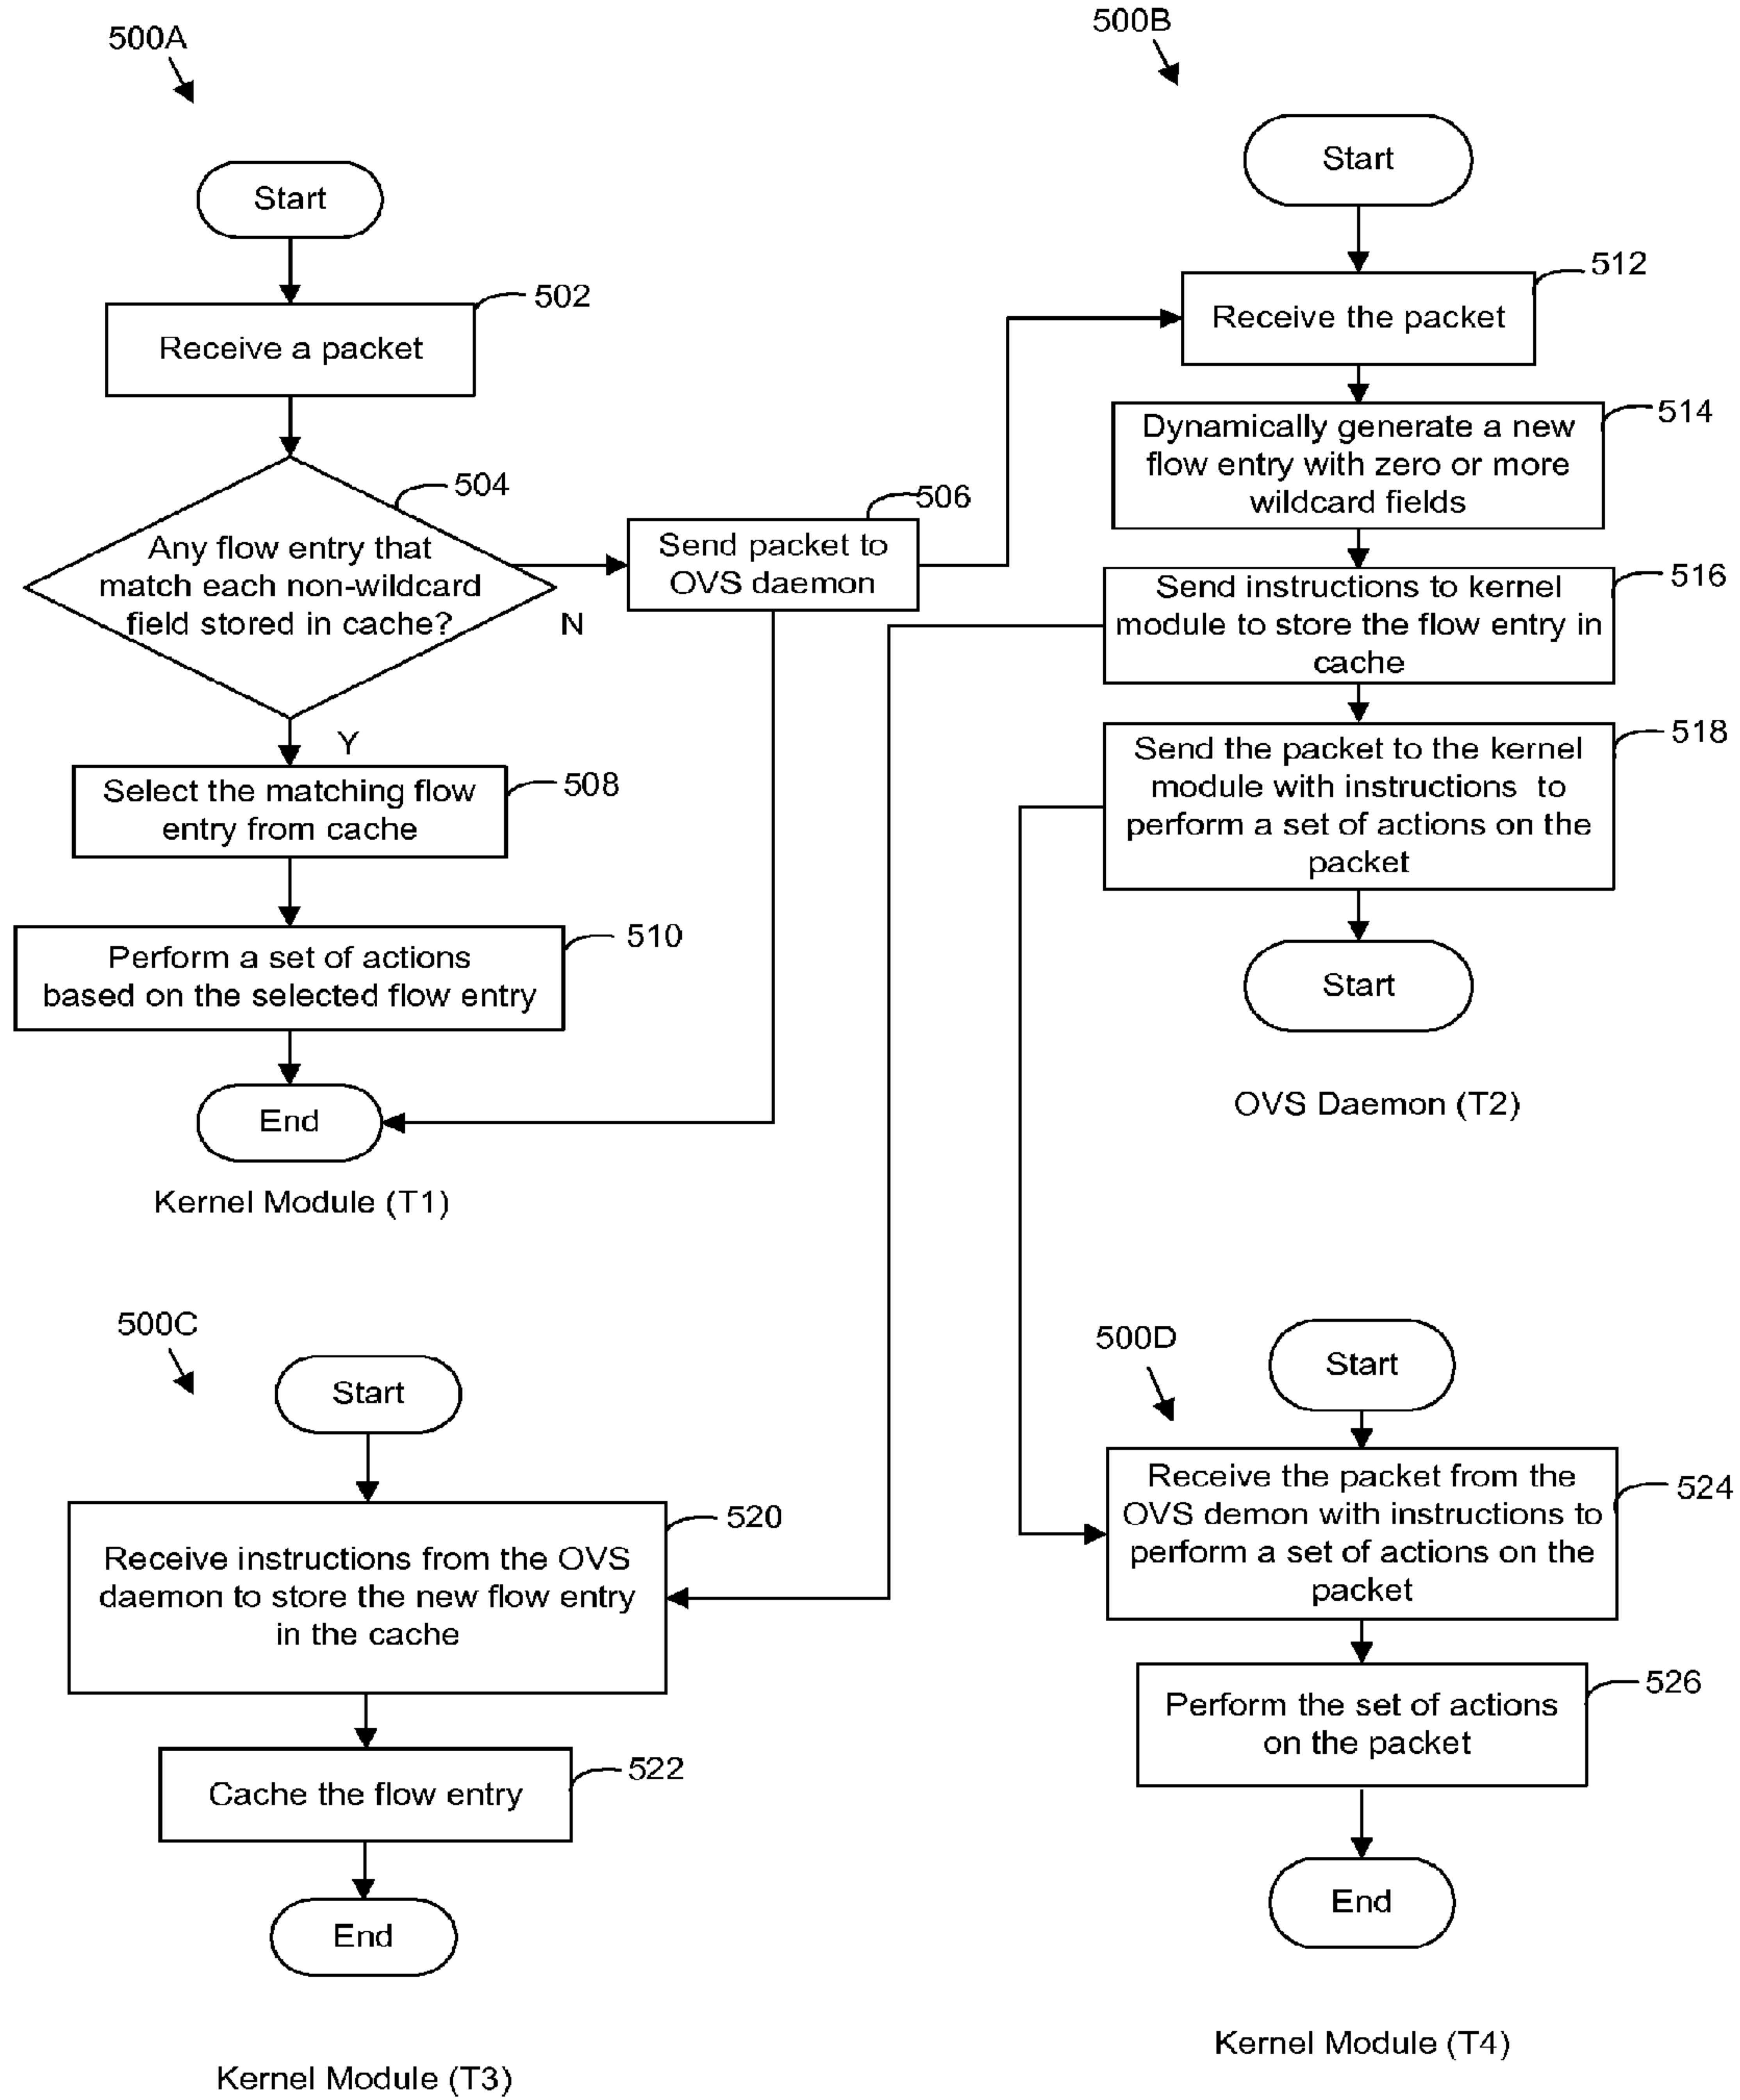 500A
Start
502
Receive a packet
504
Any flow entry that
match each non-wildcard
field stored in cache?
N
506
Send packet to
OVS daemon
Y
508
Select the matching flow
entry from cache
510
Perform a set of actions
based on the selected flow entry
End
Kernel Module (T1)
500B
Start
512
Receive the packet
514
Dynamically generate a new
flow entry with zero or more
wildcard fields
516
Send instructions to kernel
module to store the flow entry in
cache
518
Send the packet to the kernel
module with instructions to
perform a set of actions on the
packet
Start
OVS Daemon (T2)
500C
Start
520
Receive instructions from the OVS
daemon to store the new flow entry
in the cache
522
Cache the flow entry
End
Kernel Module (T3)
500D
Start
524
Receive the packet from the
OVS demon with instructions to
perform a set of actions on the
packet
526
Perform the set of actions
on the packet
End
Kernel Module (T4)